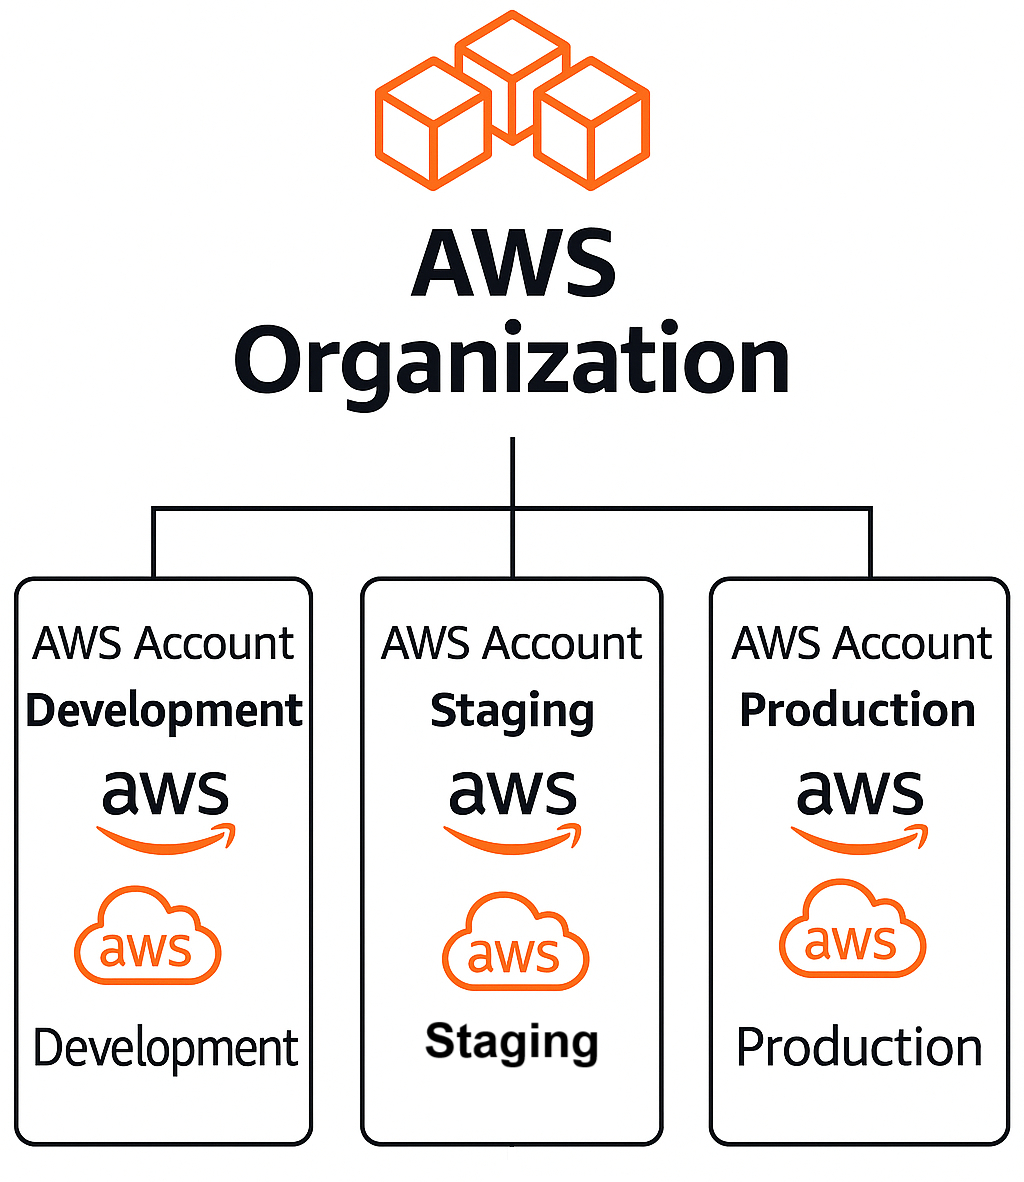 AWS
Organization
AWS Account
Development
aws
aws
Development
AWS Account
Staging
aws
aws
Staging
AWS Account
Production
aws
aws
Production